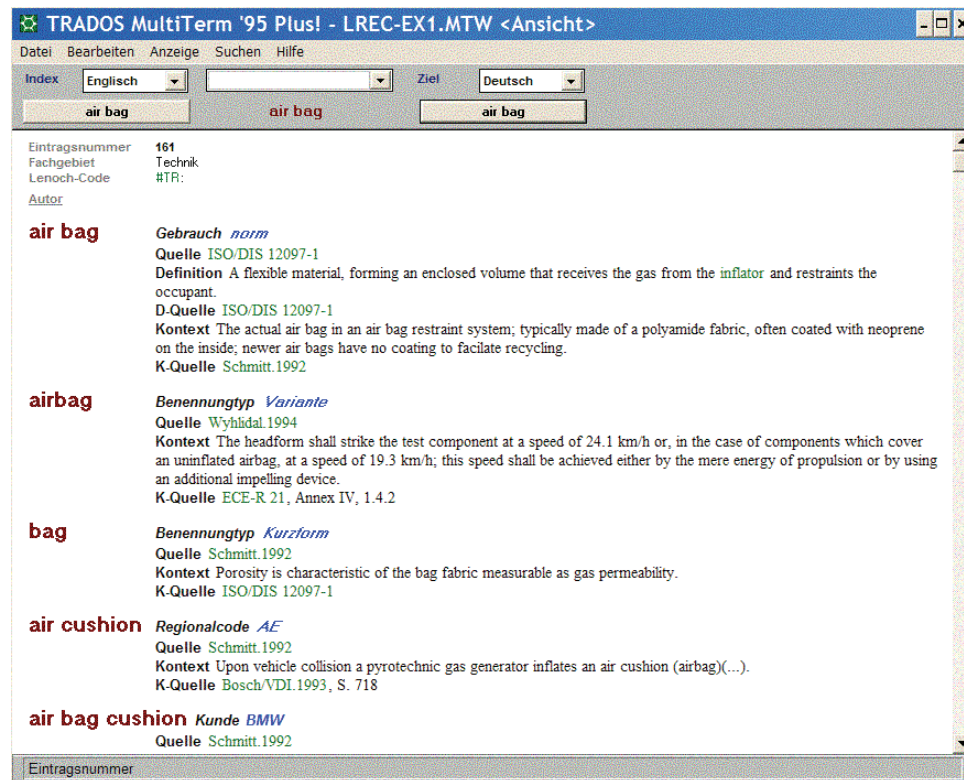 TRADOS MultiTerm '95 Plus! - LREC-EX1.MTW <Ansicht>
Datei Bearbeiten Anzeige Suchen Hilfe
Index Englisch Ziel Deutsch
air bag air bag air bag
Eintragsnummer 161
Fachgebiet Technik
Lenoch-Code #TR:
Autor
air bag Gebrauch norm
Quelle ISO/DIS 12097-1
Definition A flexible material, forming an enclosed volume that receives the gas from the inflator and restraints the
occupant.
D-Quelle ISO/DIS 12097-1
Kontext The actual air bag in an air bag restraint system; typically made of a polyamide fabric, often coated with neoprene
on the inside; newer air bags have no coating to facilate recycling.
K-Quelle Schmitt.1992
airbag Benennungtyp Variante
Quelle Wyhlidal.1994
Kontext The headform shall strike the test component at a speed of 24.1 km/h or, in the case of components which cover
an uninflated airbag, at a speed of 19.3 km/h; this speed shall be achieved either by the mere energy of propulsion or by using
an additional impelling device.
K-Quelle ECE-R 21, Annex IV, 1.4.2
bag Benennungtyp Kurzform
Quelle Schmitt.1992
Kontext Porosity is characteristic of the bag fabric measurable as gas permeability.
K-Quelle ISO/DIS 12097-1
air cushion Regionalcode AE
Quelle Schmitt.1992
Kontext Upon vehicle collision a pyrotechnic gas generator inflates an air cushion (airbag)(...).
K-Quelle Bosch/VDI.1993, S. 718
air bag cushion Kunde BMW
Quelle Schmitt.1992
Eintragsnummer